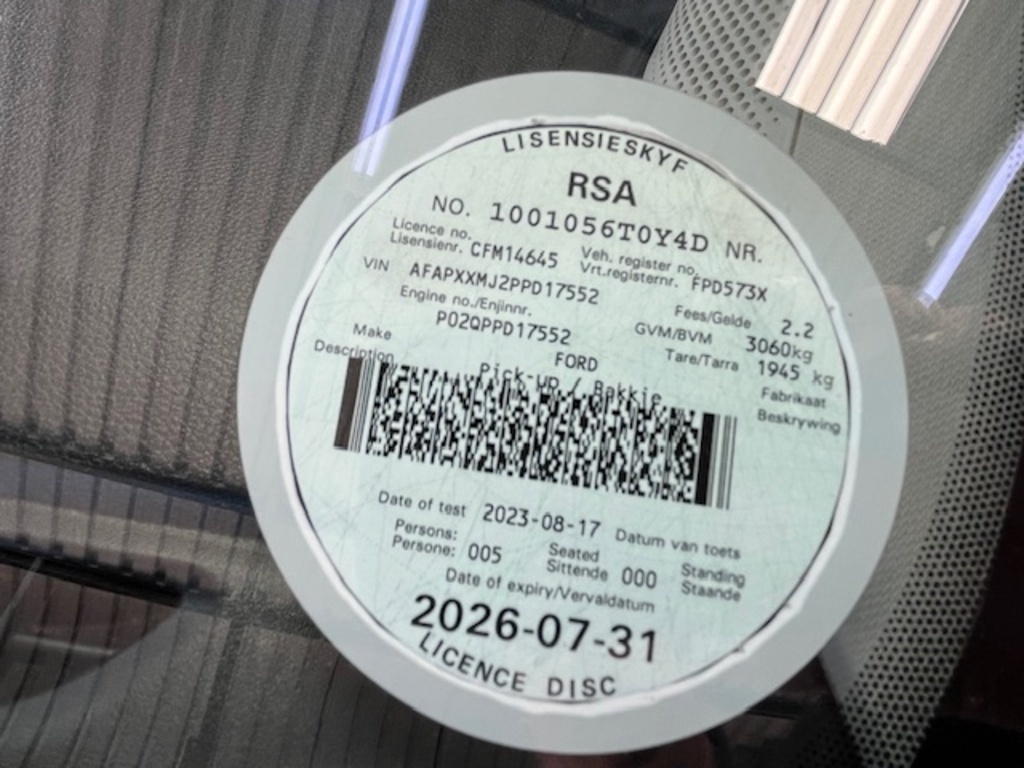 LISENSIESKYF
RSA
NO. 1001056T0Y4D NR.
Licence no. Lisensienr. CFM14645 Veh. register no. Vrt.registernr. FPD573X
VIN AFAPXXMJ2PPD17552 Fees/Gelde 2.2
Engine no./Enjinnr. P02QPPD17552 GVM/BVM 3060kg
Tare/Tarra 1945 kg
Make FORD Fabrikaat
Description Pick-up / Bakkie Beskrywing
Date of test 2023-08-17 Datum van toets
Persons: Persone: 005 Seated Sittende 000 Standing Staande
Date of expiry/Vervaldatum
2026-07-31
LICENCE DISC